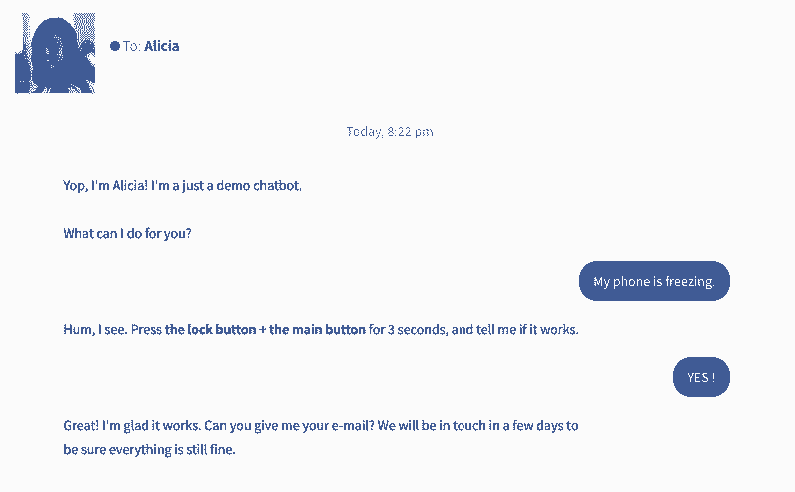 To: Alicia
Today, 8:22 pm
Yop, I'm Alicia! I'm a just a demo chatbot.
What can I do for you?
My phone is freezing.
Hum, I see. Press the lock button + the main button for 3 seconds, and tell me if it works.
YES !
Great! I'm glad it works. Can you give me your e-mail? We will be in touch in a few days to
be sure everything is still fine.